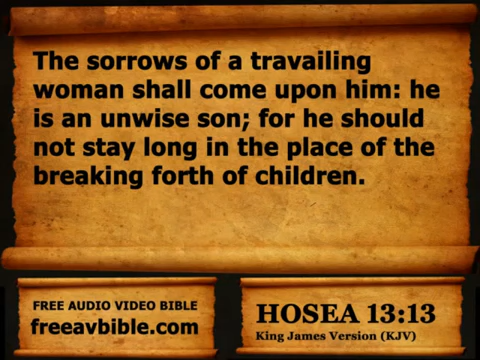 The sorrows of a travailing
woman shall come upon him: he
is an unwise son; for he should
not stay long in the place of the
breaking forth of children.
FREE AUDIO VIDEO BIBLE
freeavbible.com
HOSEA 13:13
King James Version (KJV)